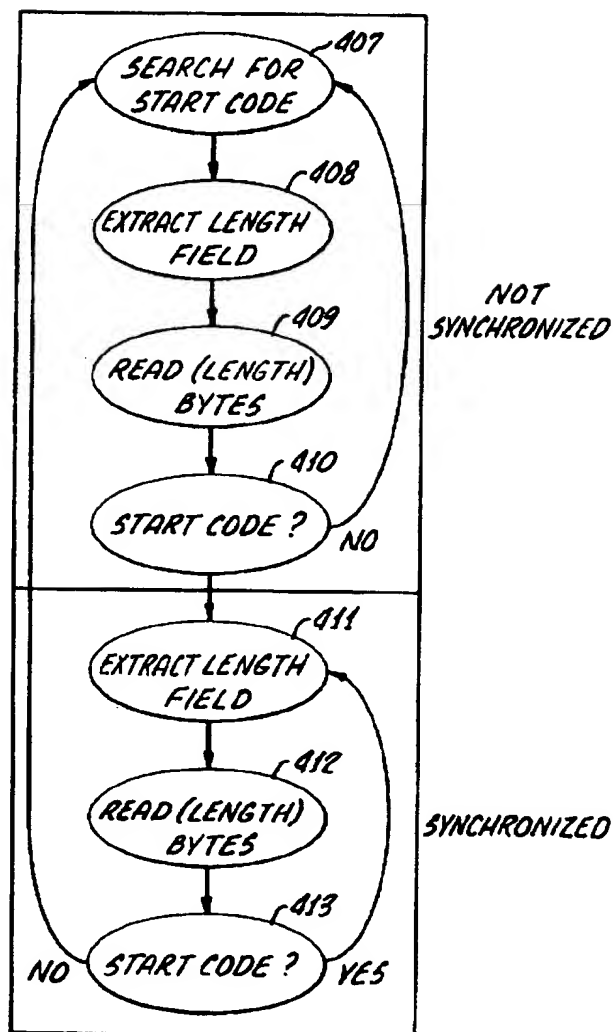 407
SEARCH FOR
START CODE
408
EXTRACT LENGTH
FIELD
409
READ (LENGTH)
BYTES
410
START CODE ?
NO
NOT
SYNCHRONIZED
411
EXTRACT LENGTH
FIELD
412
READ (LENGTH)
BYTES
SYNCHRONIZED
413
NO
START CODE ?
YES